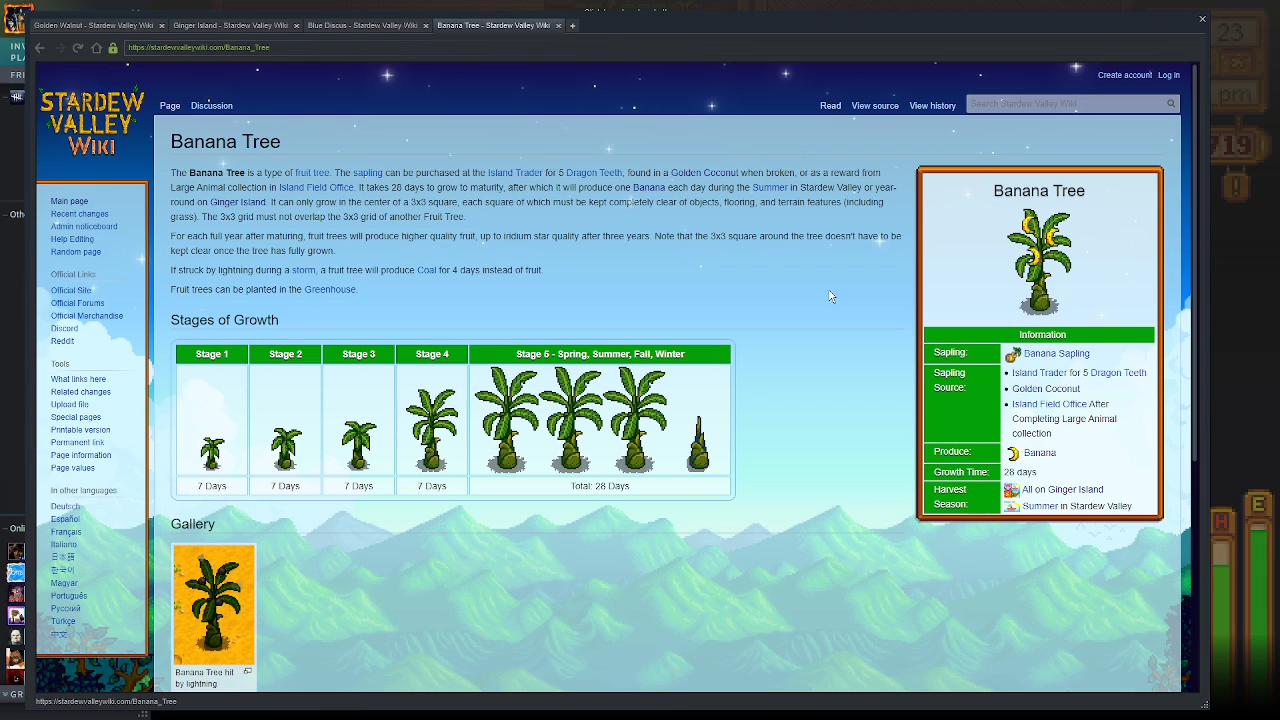 Golden Walnut - Stardew Valley Wiki
Ginger Island - Stardew Valley Wiki
Blue Discus - Stardew Valley Wiki
Banana Tree - Stardew Valley Wiki
https://stardewvalleywiki.com/Banana_Tree
Create account Log in
STARDEW
VALLEY
WIKI
Page Discussion
Read View source View history
Search Stardew Valley Wiki
Banana Tree
The Banana Tree is a type of fruit tree. The sapling can be purchased at the Island Trader for 5 Dragon Teeth, found in a Golden Coconut when broken, or as a reward from
Large Animal collection in Island Field Office. It takes 28 days to grow to maturity, after which it will produce one Banana each day during the Summer in Stardew Valley or year-
round on Ginger Island. It can only grow in the center of a 3x3 square, each square of which must be kept completely clear of objects, flooring, and terrain features (including
grass). The 3x3 grid must not overlap the 3x3 grid of another Fruit Tree.
For each full year after maturing, fruit trees will produce higher quality fruit, up to iridium star quality after three years. Note that the 3x3 square around the tree doesn't have to be
kept clear once the tree has fully grown.
If struck by lightning during a storm, a fruit tree will produce Coal for 4 days instead of fruit.
Fruit trees can be planted in the Greenhouse.
Stages of Growth
Stage 1 Stage 2 Stage 3 Stage 4 Stage 5 - Spring, Summer, Fall, Winter
7 Days 7 Days 7 Days 7 Days Total: 28 Days
Gallery
Banana Tree hit
by lightning
Banana Tree
Information
Sapling: Banana Sapling
Sapling
Source:
• Island Trader for 5 Dragon Teeth
• Golden Coconut
• Island Field Office After
Completing Large Animal
collection
Produce: Banana
Growth Time: 28 days
Harvest
Season:
All on Ginger Island
Summer in Stardew Valley
Main page
Recent changes
Admin noticeboard
Help Editing
Random page
Official Links
Official Site
Official Forums
Official Merchandise
Discord
Reddit
Tools
What links here
Related changes
Upload file
Special pages
Printable version
Permanent link
Page information
Page values
In other languages
Deutsch
Español
Français
Italiano
日本語
한국어
Magyar
Português
Русский
Türkçe
中文
https://stardewvalleywiki.com/Banana_Tree
INV
PLA
FRI
Othe
Onli
GR
23
pm
719
H
E